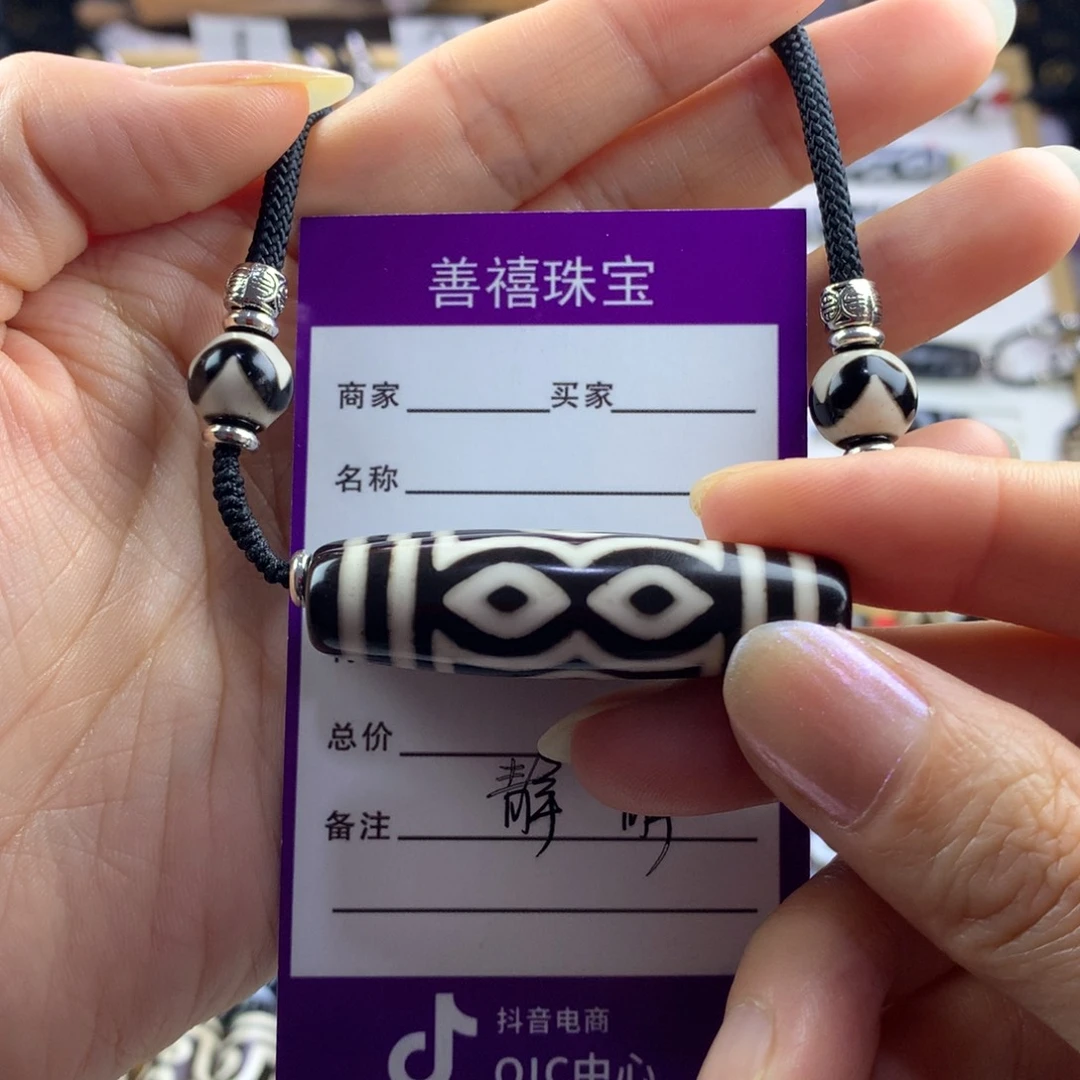 善禧珠宝
商家 买家
名称
总价
备注 静
抖音电商
QIC中心